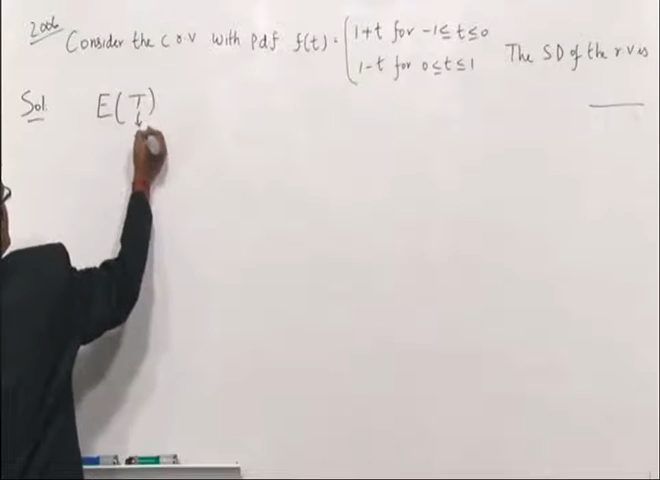 2006
Consider the c r v with Pdf f(t) = { 1+t for -1≤t≤0
1-t for 0≤t≤1
The SD of the r v is
Sol
E(T)